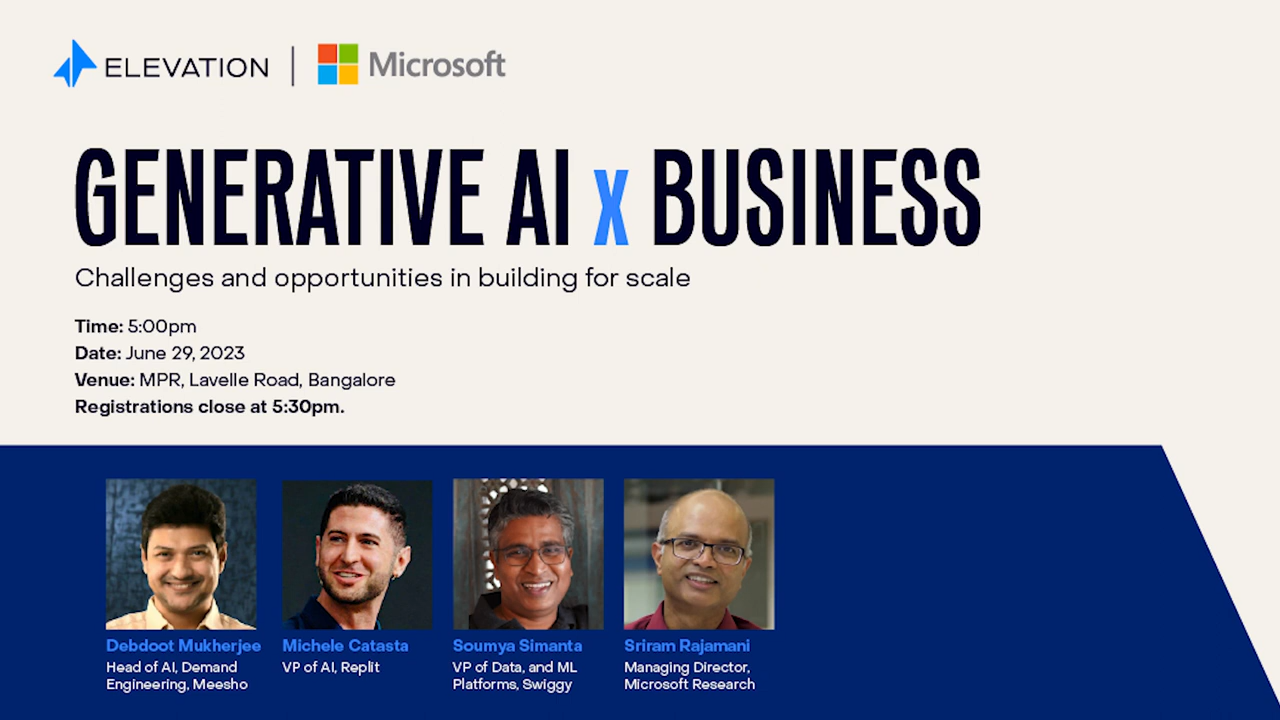 ELEVATION | Microsoft
GENERATIVE AI x BUSINESS
Challenges and opportunities in building for scale
Time: 5:00pm
Date: June 29, 2023
Venue: MPR, Lavelle Road, Bangalore
Registrations close at 5:30pm.
Debdoot Mukherjee
Head of AI, Demand
Engineering, Meesho
Michele Catasta
VP of AI, Replit
Soumya Simanta
VP of Data, and ML
Platforms, Swiggy
Sriram Rajamani
Managing Director,
Microsoft Research